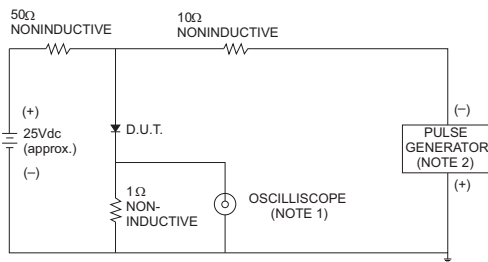 50Ω
NONINDUCTIVE
10Ω
NONINDUCTIVE
(+)
25Vdc
(approx.)
(−)
D.U.T.
1Ω
NON-
INDUCTIVE
OSCILLISCOPE
(NOTE 1)
(−)
PULSE
GENERATOR
(NOTE 2)
(+)